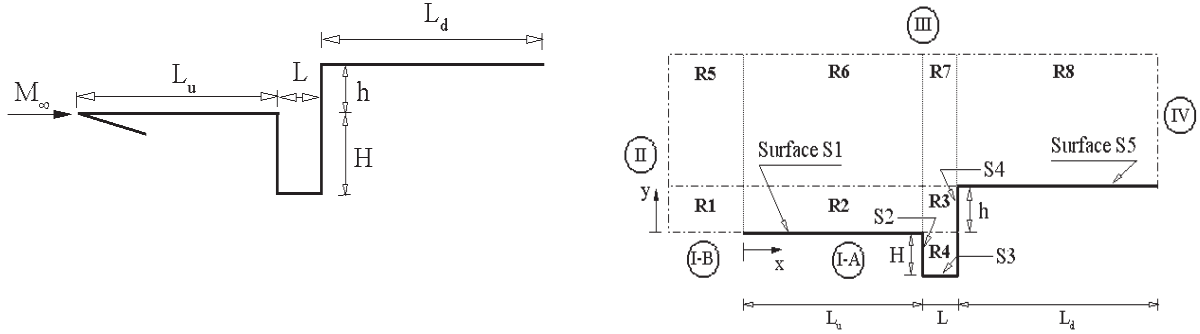 L_d
L_u
L
M_∞
h
H
III
R5
R6
R7
R8
IV
II
Surface S1
Surface S5
S4
y
R1
R2
R3
h
S2
I-B
x
I-A
H
R4
S3
L_u
L
L_d